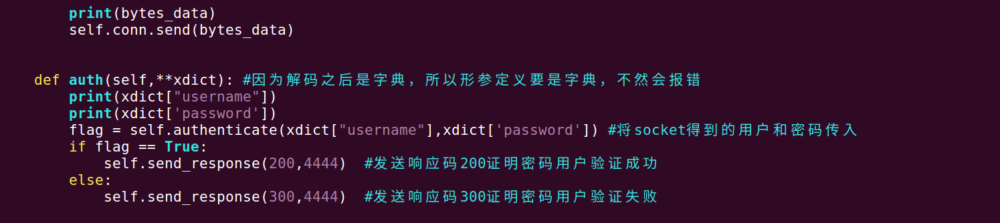 print(bytes_data)
self.conn.send(bytes_data)
def auth(self,**xdict): #因为解码之后是字典，所以形参定义要是字典，不然会报错
print(xdict["username"])
print(xdict['password'])
flag = self.authenticate(xdict["username"],xdict['password']) #将socket得到的用户和密码传入
if flag == True:
self.send_response(200,4444)  #发送响应码200证明密码用户验证成功
else:
self.send_response(300,4444)  #发送响应码300证明密码用户验证失败